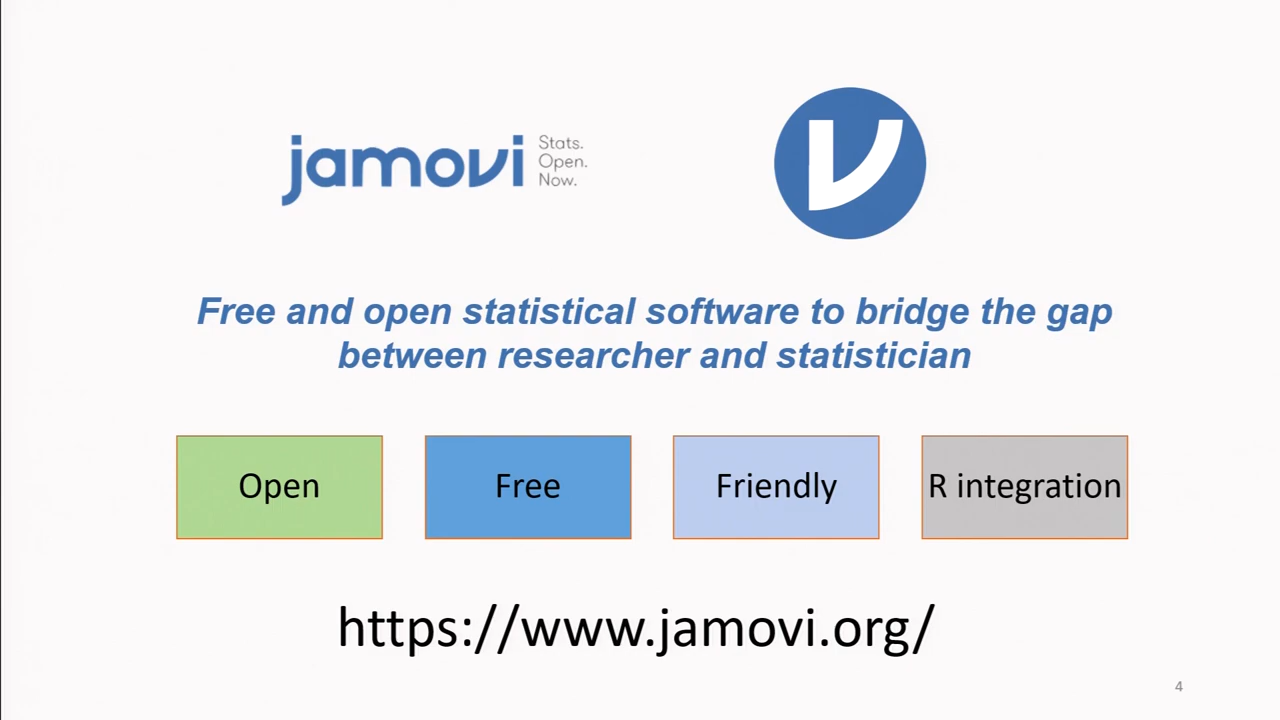 jamovi
Stats.
Open.
Now.
Free and open statistical software to bridge the gap
between researcher and statistician
Open
Free
Friendly
R integration
https://www.jamovi.org/
4